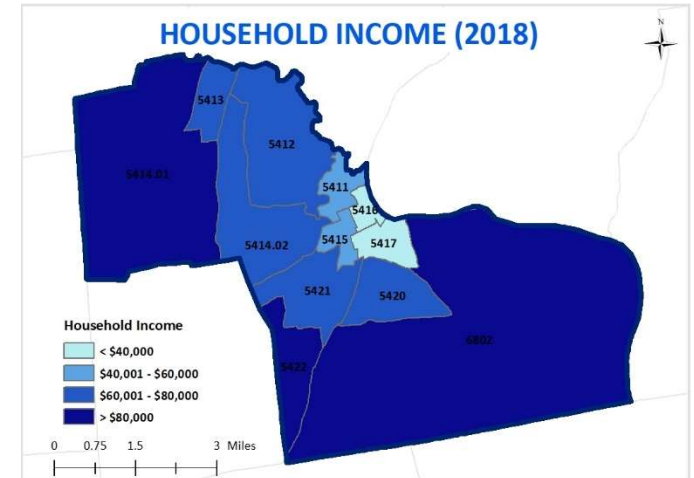 HOUSEHOLD INCOME (2018)
N
5413
5412
5414.01
5411
5416
5414.02
5415
5417
5421
5420
6802
5422
Household Income
< $40,000
$40,001 - $60,000
$60,001 - $80,000
> $80,000
0 0.75 1.5 3 Miles